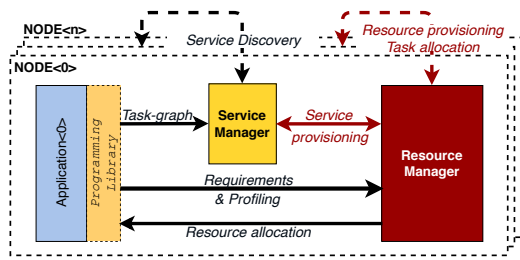 NODE<n>
Service Discovery
Resource provisioning
Task allocation
NODE<0>
Application<0>
Programming
Library
Task-graph
Service
Manager
Service
provisioning
Resource
Manager
Requirements
& Profiling
Resource allocation